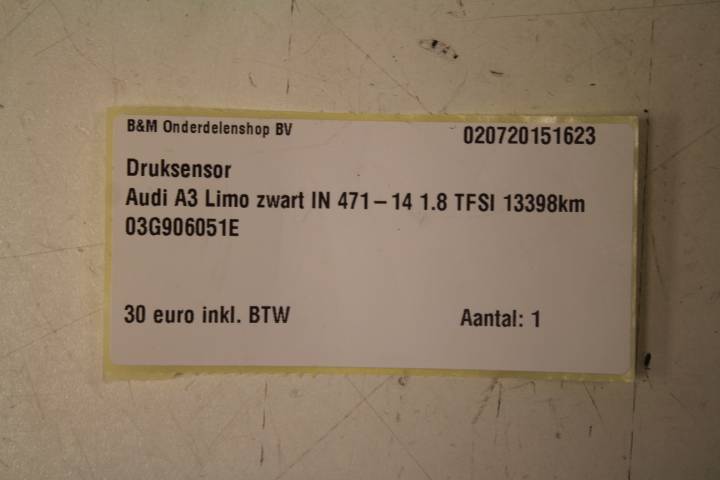 B&M Onderdelenshop BV 020720151623
Druksensor
Audi A3 Limo zwart IN 471-14 1.8 TFSI 13398km
03G906051E
30 euro inkl. BTW Aantal: 1